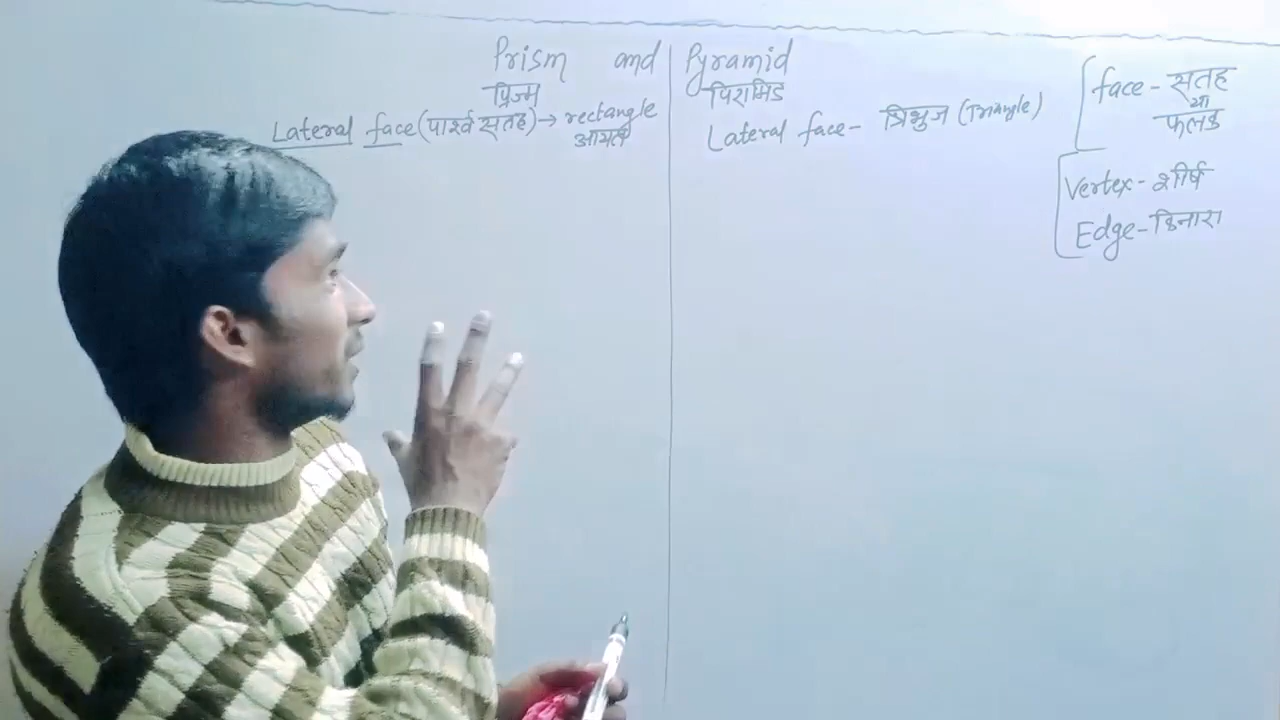 Prism and Pyramid
प्रिज्म पिरामिड
Lateral face (पार्श्व सतह) → rectangle
आयत
Lateral face - त्रिभुज (Triangle)
face - सतह
या
फलक
Vertex - शीर्ष
Edge - किनारा